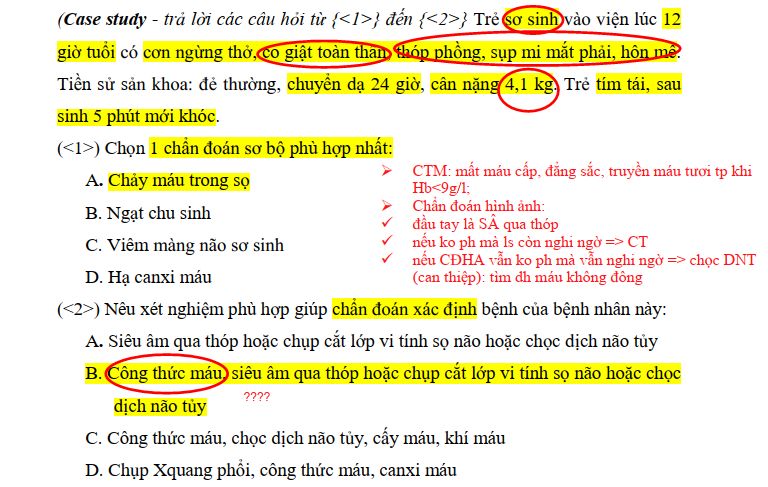 (Case study - trả lời các câu hỏi từ {<1>} đến {<2>} Trẻ sơ sinh vào viện lúc 12
giờ tuổi có cơn ngừng thở, co giật toàn thân, thóp phồng, sụp mi mắt phải, hôn mê.
Tiền sử sản khoa: đẻ thường, chuyển dạ 24 giờ, cân nặng 4,1 kg. Trẻ tím tái, sau
sinh 5 phút mới khóc.
(<1>) Chọn 1 chẩn đoán sơ bộ phù hợp nhất:
A. Chảy máu trong sọ
B. Ngạt chu sinh
C. Viêm màng não sơ sinh
D. Hạ canxi máu
➢ CTM: mất máu cấp, đẳng sắc, truyền máu tươi tp khi
Hb<9g/l;
➢ Chẩn đoán hình ảnh:
✓ đầu tay là SÂ qua thóp
✓ nếu ko ph mà ls còn nghi ngờ => CT
✓ nếu CĐHA vẫn ko ph mà vẫn nghi ngờ => chọc DNT
(can thiệp): tìm dh máu không đông
(<2>) Nêu xét nghiệm phù hợp giúp chẩn đoán xác định bệnh của bệnh nhân này:
A. Siêu âm qua thóp hoặc chụp cắt lớp vi tính sọ não hoặc chọc dịch não tủy
B. Công thức máu, siêu âm qua thóp hoặc chụp cắt lớp vi tính sọ não hoặc chọc
dịch não tủy
????
C. Công thức máu, chọc dịch não tủy, cấy máu, khí máu
D. Chụp Xquang phổi, công thức máu, canxi máu